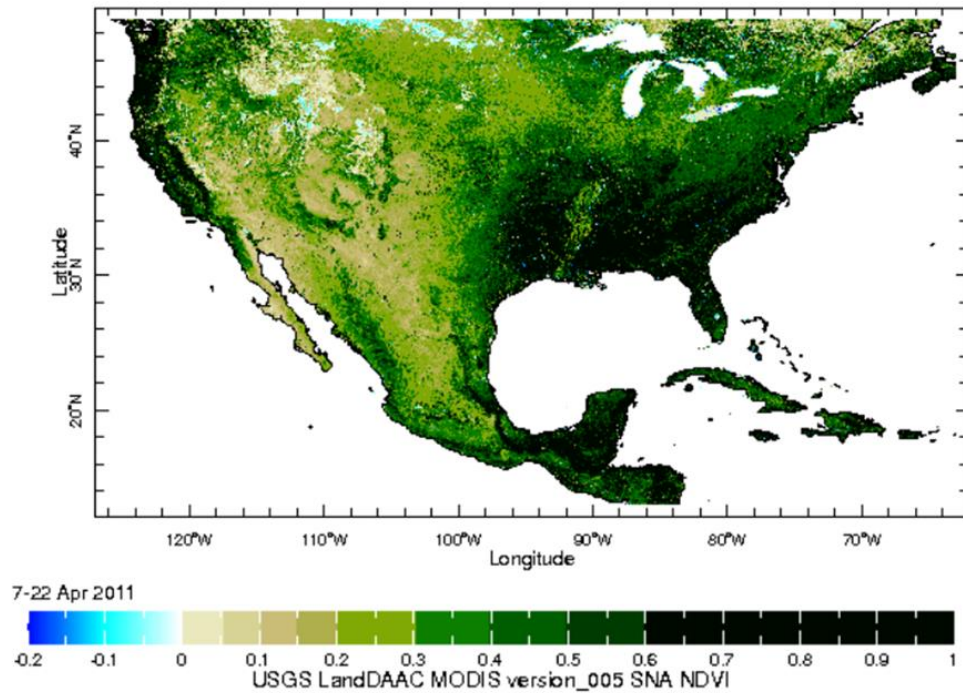 40°N
30°N
20°N
Latitude
120°W 110°W 100°W 90°W 80°W 70°W
Longitude
7-22 Apr 2011
-0.2 -0.1 0 0.1 0.2 0.3 0.4 0.5 0.6 0.7 0.8 0.9 1
USGS LandDAAC MODIS version_005 SNA NDVI